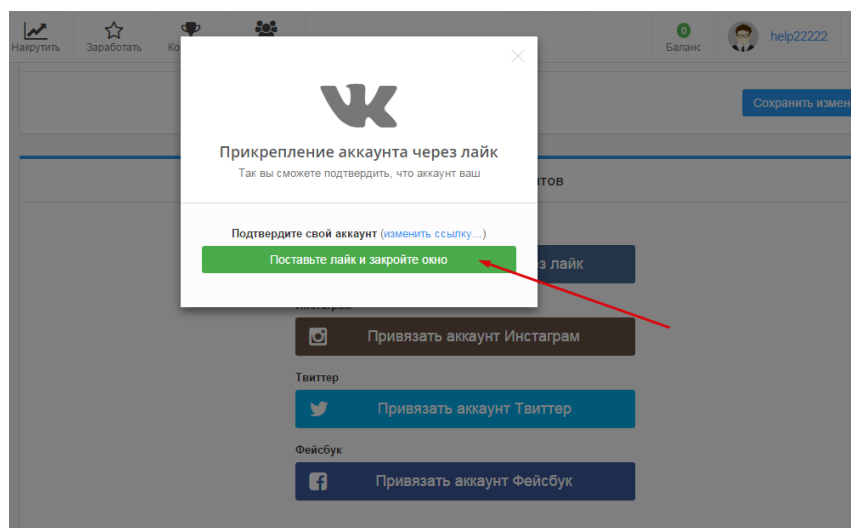 Накрутить
Заработать
Ко
0
Баланс
help22222
Сохранить измен
Прикрепление аккаунта через лайк
Так вы сможете подтвердить, что аккаунт ваш
тов
Подтвердите свой аккаунт (изменить ссылку...)
Поставьте лайк и закройте окно
з лайк
Привязать аккаунт Инстаграм
Твиттер
Привязать аккаунт Твиттер
Фейсбук
Привязать аккаунт Фейсбук